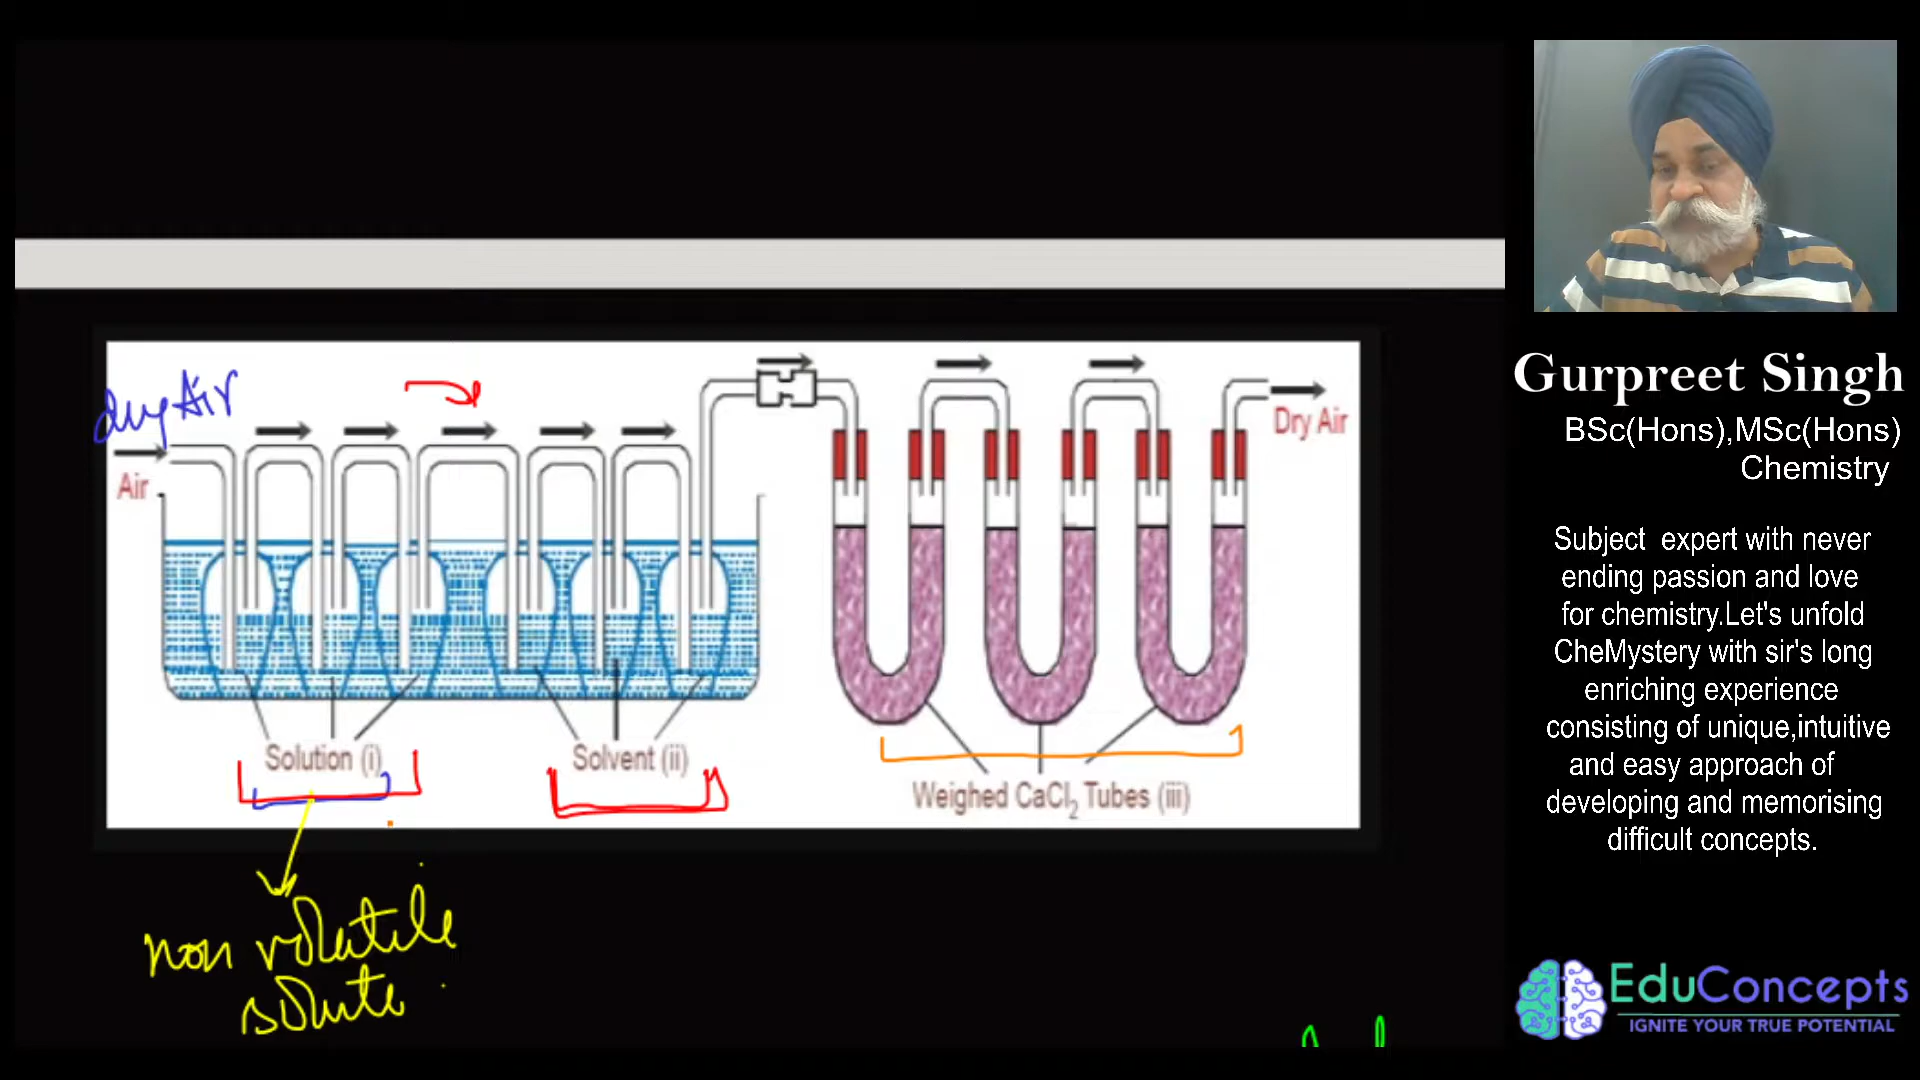 dry Air
Air
Dry Air
Solution (i)
Solvent (ii)
Weighed CaCl₂ Tubes (iii)
non volatile
solute
Gurpreet Singh
BSc(Hons),MSc(Hons)
Chemistry
Subject expert with never
ending passion and love
for chemistry.Let's unfold
CheMystery with sir's long
enriching experience
consisting of unique,intuitive
and easy approach of
developing and memorising
difficult concepts.
EduConcepts
IGNITE YOUR TRUE POTENTIAL